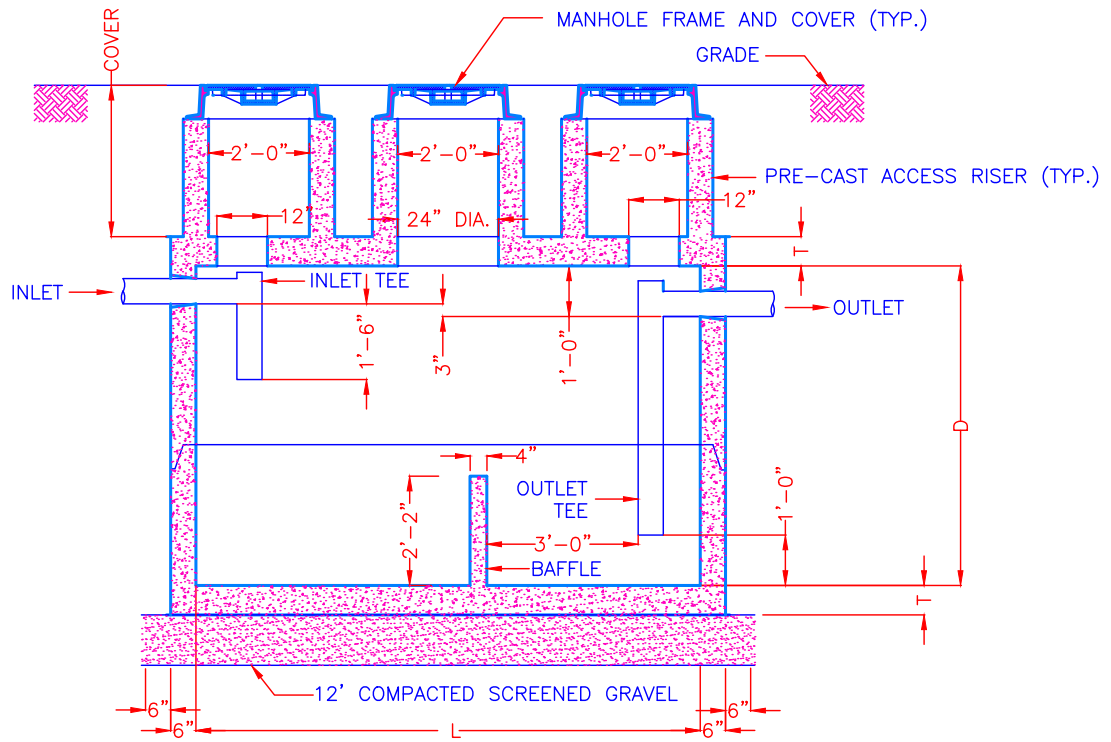 MANHOLE FRAME AND COVER (TYP.)
COVER
GRADE
2'-0"
2'-0"
2'-0"
PRE-CAST ACCESS RISER (TYP.)
12"
24" DIA.
12"
T
INLET
INLET TEE
OUTLET
1'-6"
3"
1'-0"
D
4"
OUTLET
TEE
2'-2"
3'-0"
1'-0"
BAFFLE
T
12' COMPACTED SCREENED GRAVEL
6"
6"
6"
L
6"